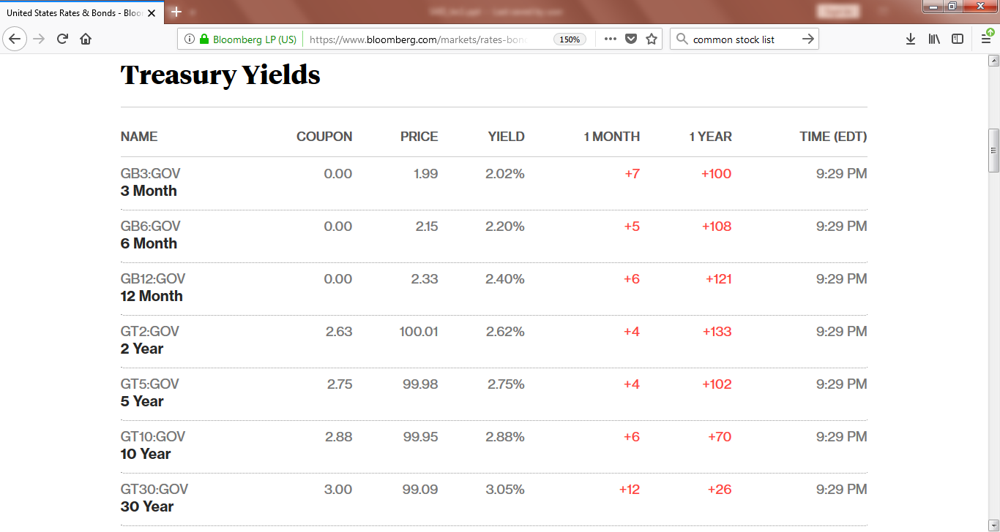 United States Rates & Bonds - Bloo
Bloomberg LP (US) https://www.bloomberg.com/markets/rates-bon 150% common stock list
Treasury Yields
NAME COUPON PRICE YIELD 1 MONTH 1 YEAR TIME (EDT)
GB3:GOV 0.00 1.99 2.02% +7 +100 9:29 PM
3 Month
GB6:GOV 0.00 2.15 2.20% +5 +108 9:29 PM
6 Month
GB12:GOV 0.00 2.33 2.40% +6 +121 9:29 PM
12 Month
GT2:GOV 2.63 100.01 2.62% +4 +133 9:29 PM
2 Year
GT5:GOV 2.75 99.98 2.75% +4 +102 9:29 PM
5 Year
GT10:GOV 2.88 99.95 2.88% +6 +70 9:29 PM
10 Year
GT30:GOV 3.00 99.09 3.05% +12 +26 9:29 PM
30 Year